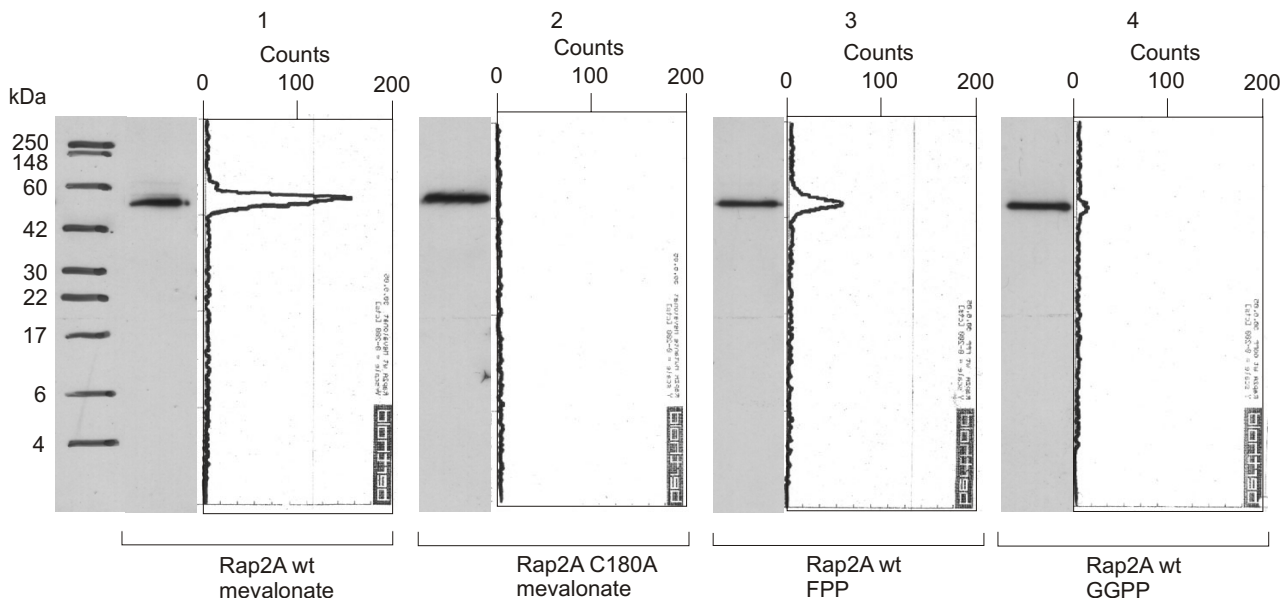 1
2
3
4
Counts
Counts
Counts
Counts
0 100 200
0 100 200
0 100 200
0 100 200
kDa
250
148
60
42
30
22
17
6
4
Rap2A wt
mevalonate
Rap2A C180A
mevalonate
Rap2A wt
FPP
Rap2A wt
GGPP